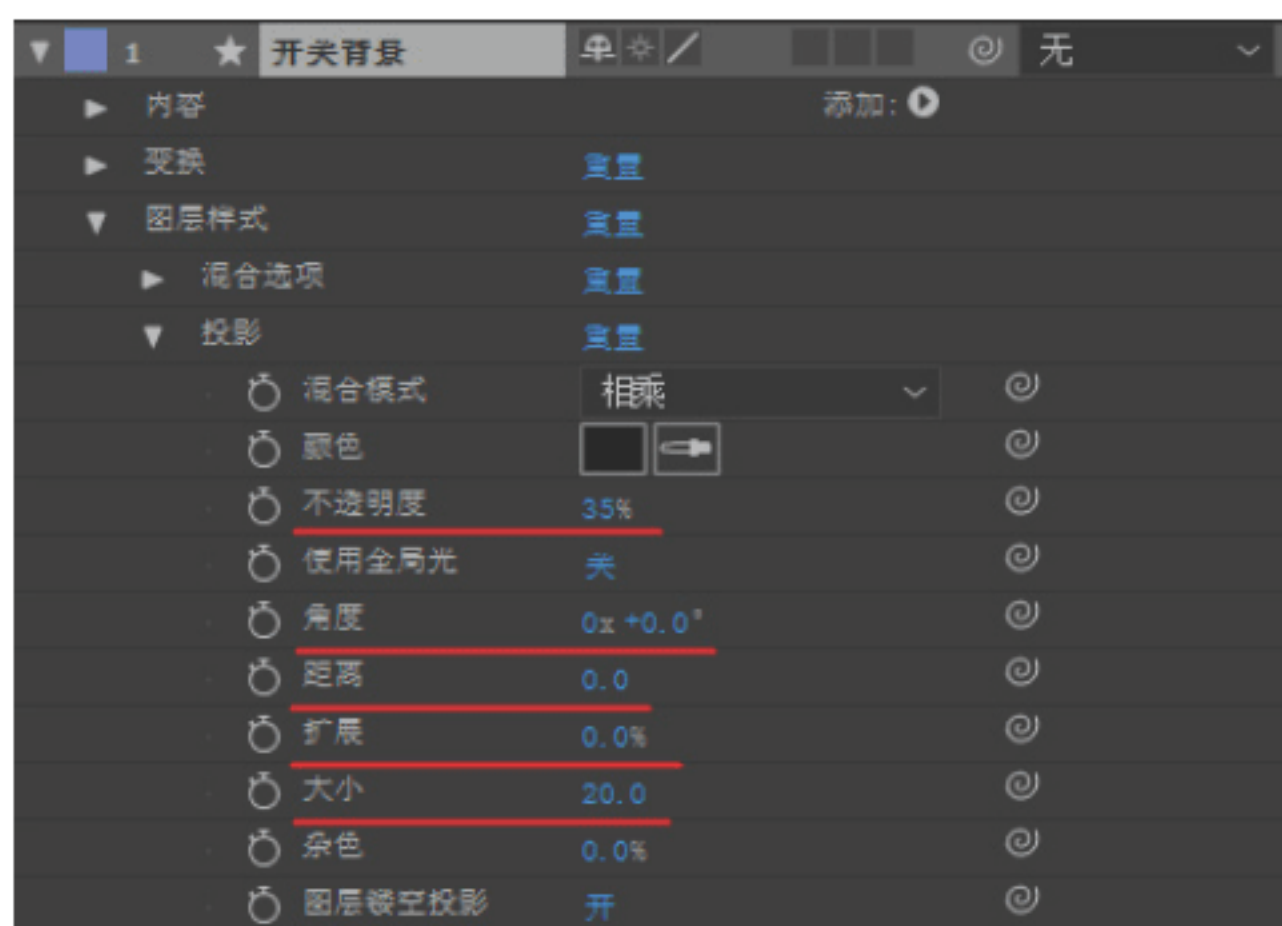 1 开关背景 无
内容 添加:
变换 重置
图层样式 重置
混合选项 重置
投影 重置
混合模式 相乘
颜色
不透明度 35%
使用全局光 关
角度 0x +0.0°
距离 0.0
扩展 0.0%
大小 20.0
杂色 0.0%
图层镂空投影 开